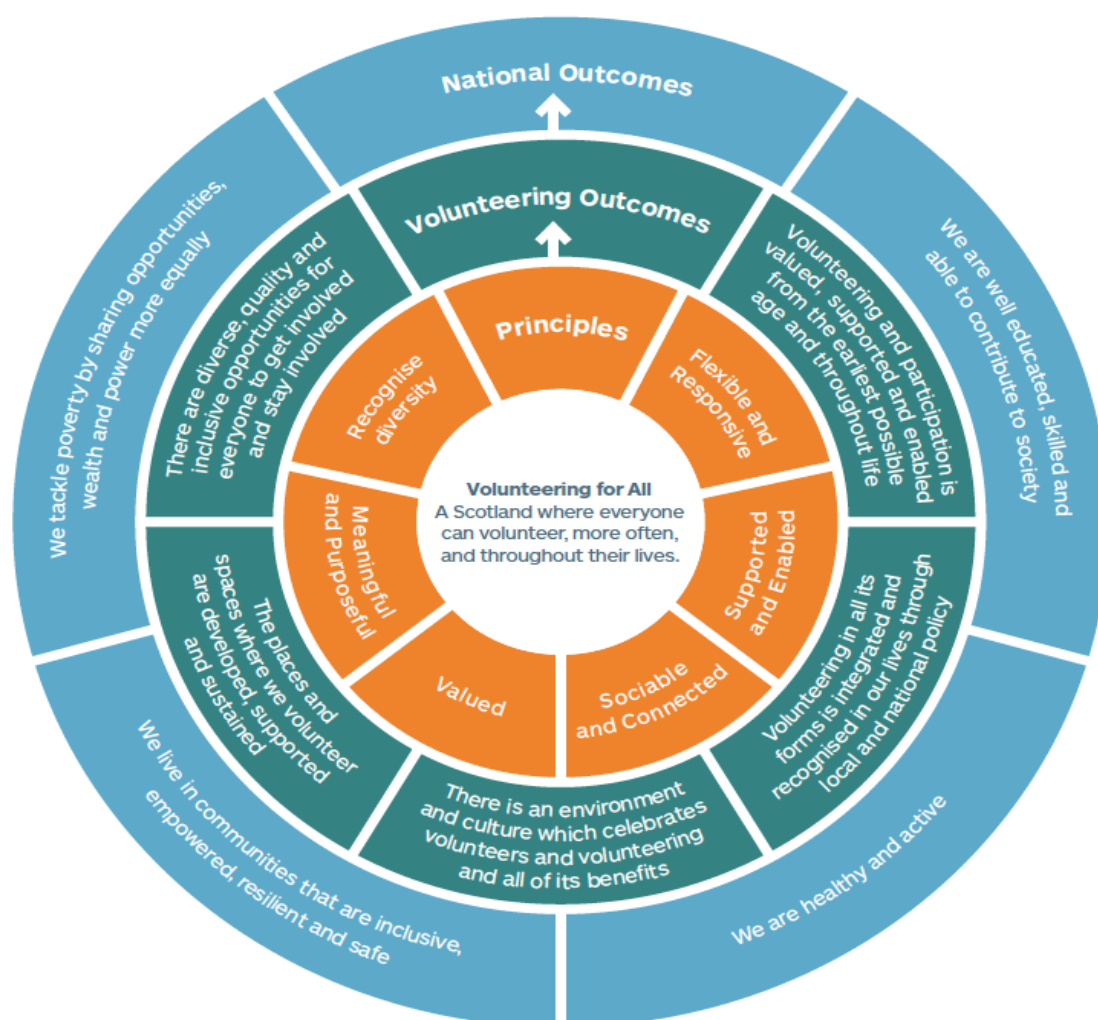 National Outcomes
We are well educated, skilled and
able to contribute to society
We are healthy and active
We live in communities that are inclusive,
empowered, resilient and safe
We tackle poverty by sharing opportunities,
wealth and power more equally
Volunteering Outcomes
Volunteering and participation is
valued, supported and enabled
from the earliest possible
age and throughout life
Volunteering in all its
forms is integrated and
recognised in our lives through
local and national policy
There is an environment
and culture which celebrates
volunteers and volunteering
and all of its benefits
The places and
spaces where we volunteer
are developed, supported
and sustained
There are diverse, quality and
inclusive opportunities for
everyone to get involved
and stay involved
Principles
Flexible and
Responsive
Supported
and Enabled
Sociable
and Connected
Valued
Meaningful
and Purposeful
Recognise
diversity
Volunteering for All
A Scotland where everyone
can volunteer, more often,
and throughout their lives.